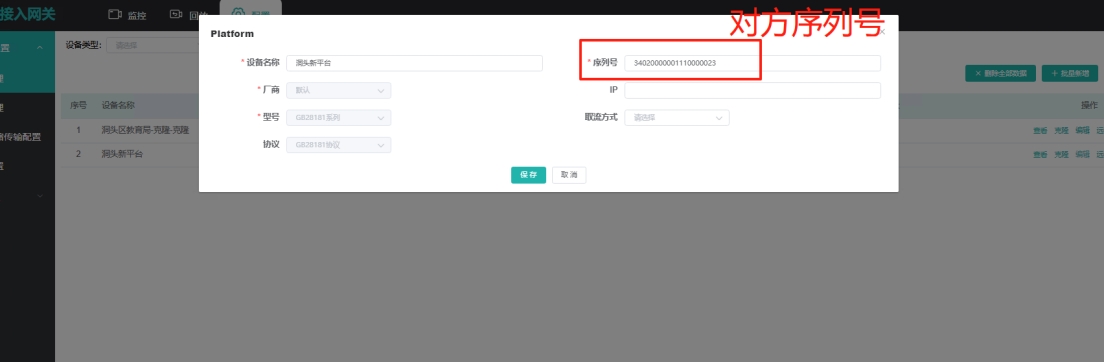 接入网关
监控
对方序列号
Platform
设备类型:
请选择
* 设备名称
洞头新平台
* 序列号
34020000001110000023
* 厂商
默认
IP
* 型号
GB28181系列
取流方式
请选择
协议
GB28181协议
保存
取消
× 删除全部数据
+ 批量新增
序号
设备名称
操作
1
洞头区教育局-克隆-克隆
查看 克隆 编辑
2
洞头新平台
查看 克隆 编辑
传输配置